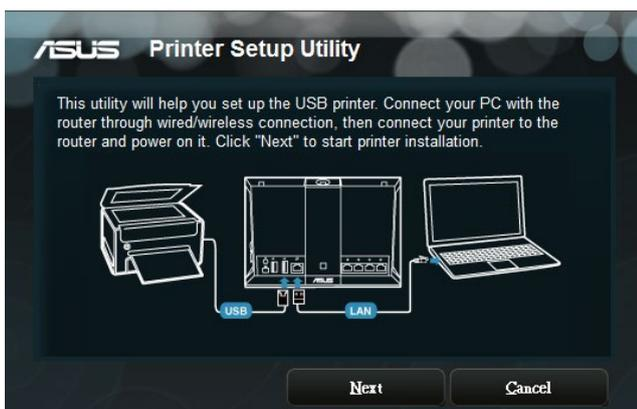 ASUS Printer Setup Utility
This utility will help you set up the USB printer. Connect your PC with the
router through wired/wireless connection, then connect your printer to the
router and power on it. Click "Next" to start printer installation.
ASUS
USB
LAN
Next
Cancel